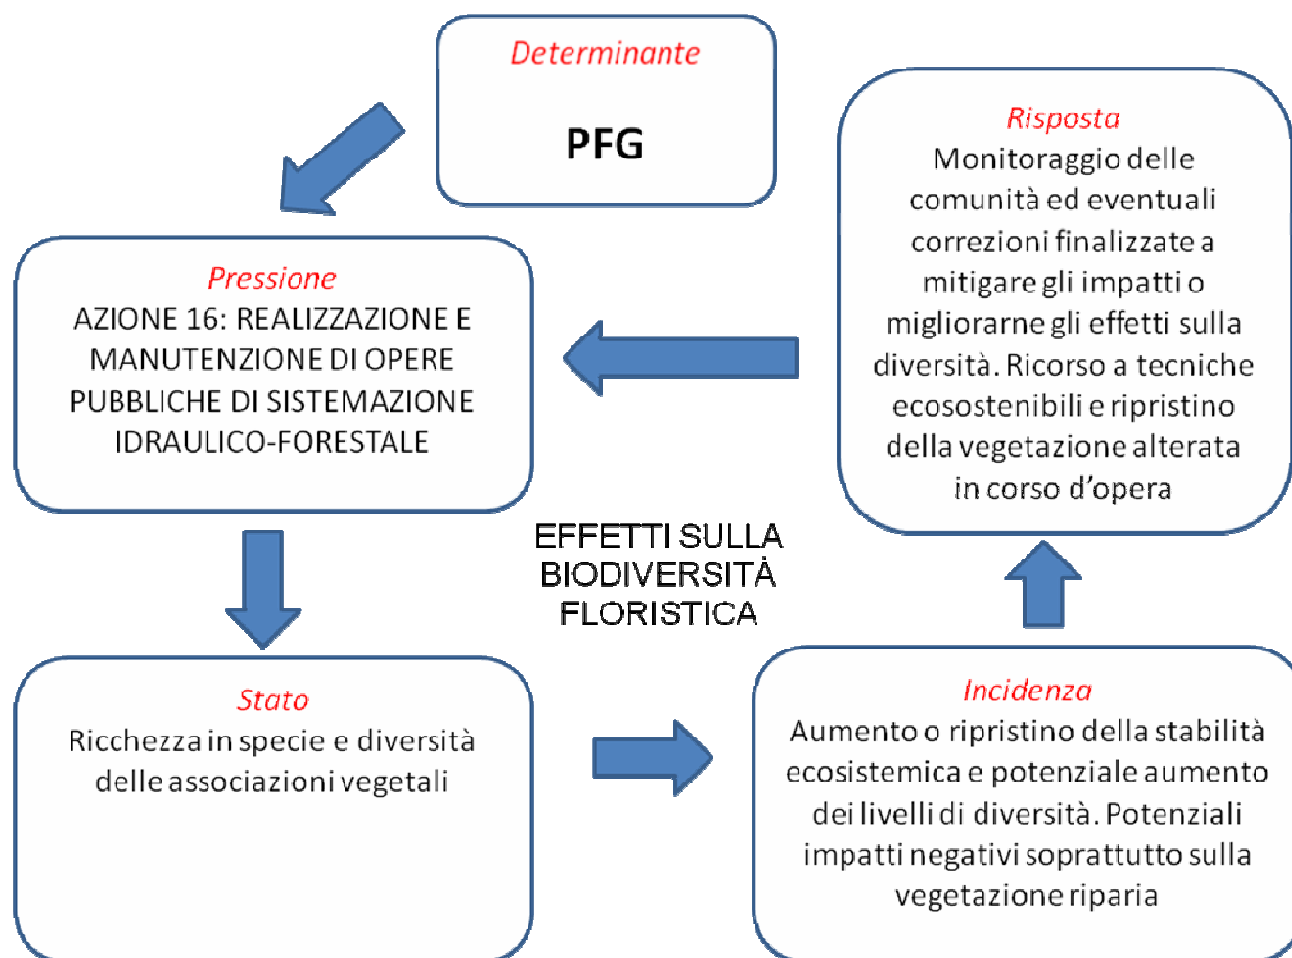 Determinante
PFG
Risposta
Monitoraggio delle
comunità ed eventuali
correzioni finalizzate a
mitigare gli impatti o
migliorarne gli effetti sulla
diversità. Ricorso a tecniche
ecosostenibili e ripristino
della vegetazione alterata
in corso d'opera
Pressione
AZIONE 16: REALIZZAZIONE E
MANUTENZIONE DI OPERE
PUBBLICHE DI SISTEMAZIONE
IDRAULICO-FORESTALE
EFFETTI SULLA
BIODIVERSITÀ
FLORISTICA
Stato
Ricchezza in specie e diversità
delle associazioni vegetali
Incidenza
Aumento o ripristino della stabilità
ecosistemica e potenziale aumento
dei livelli di diversità. Potenziali
impatti negativi soprattutto sulla
vegetazione riparia